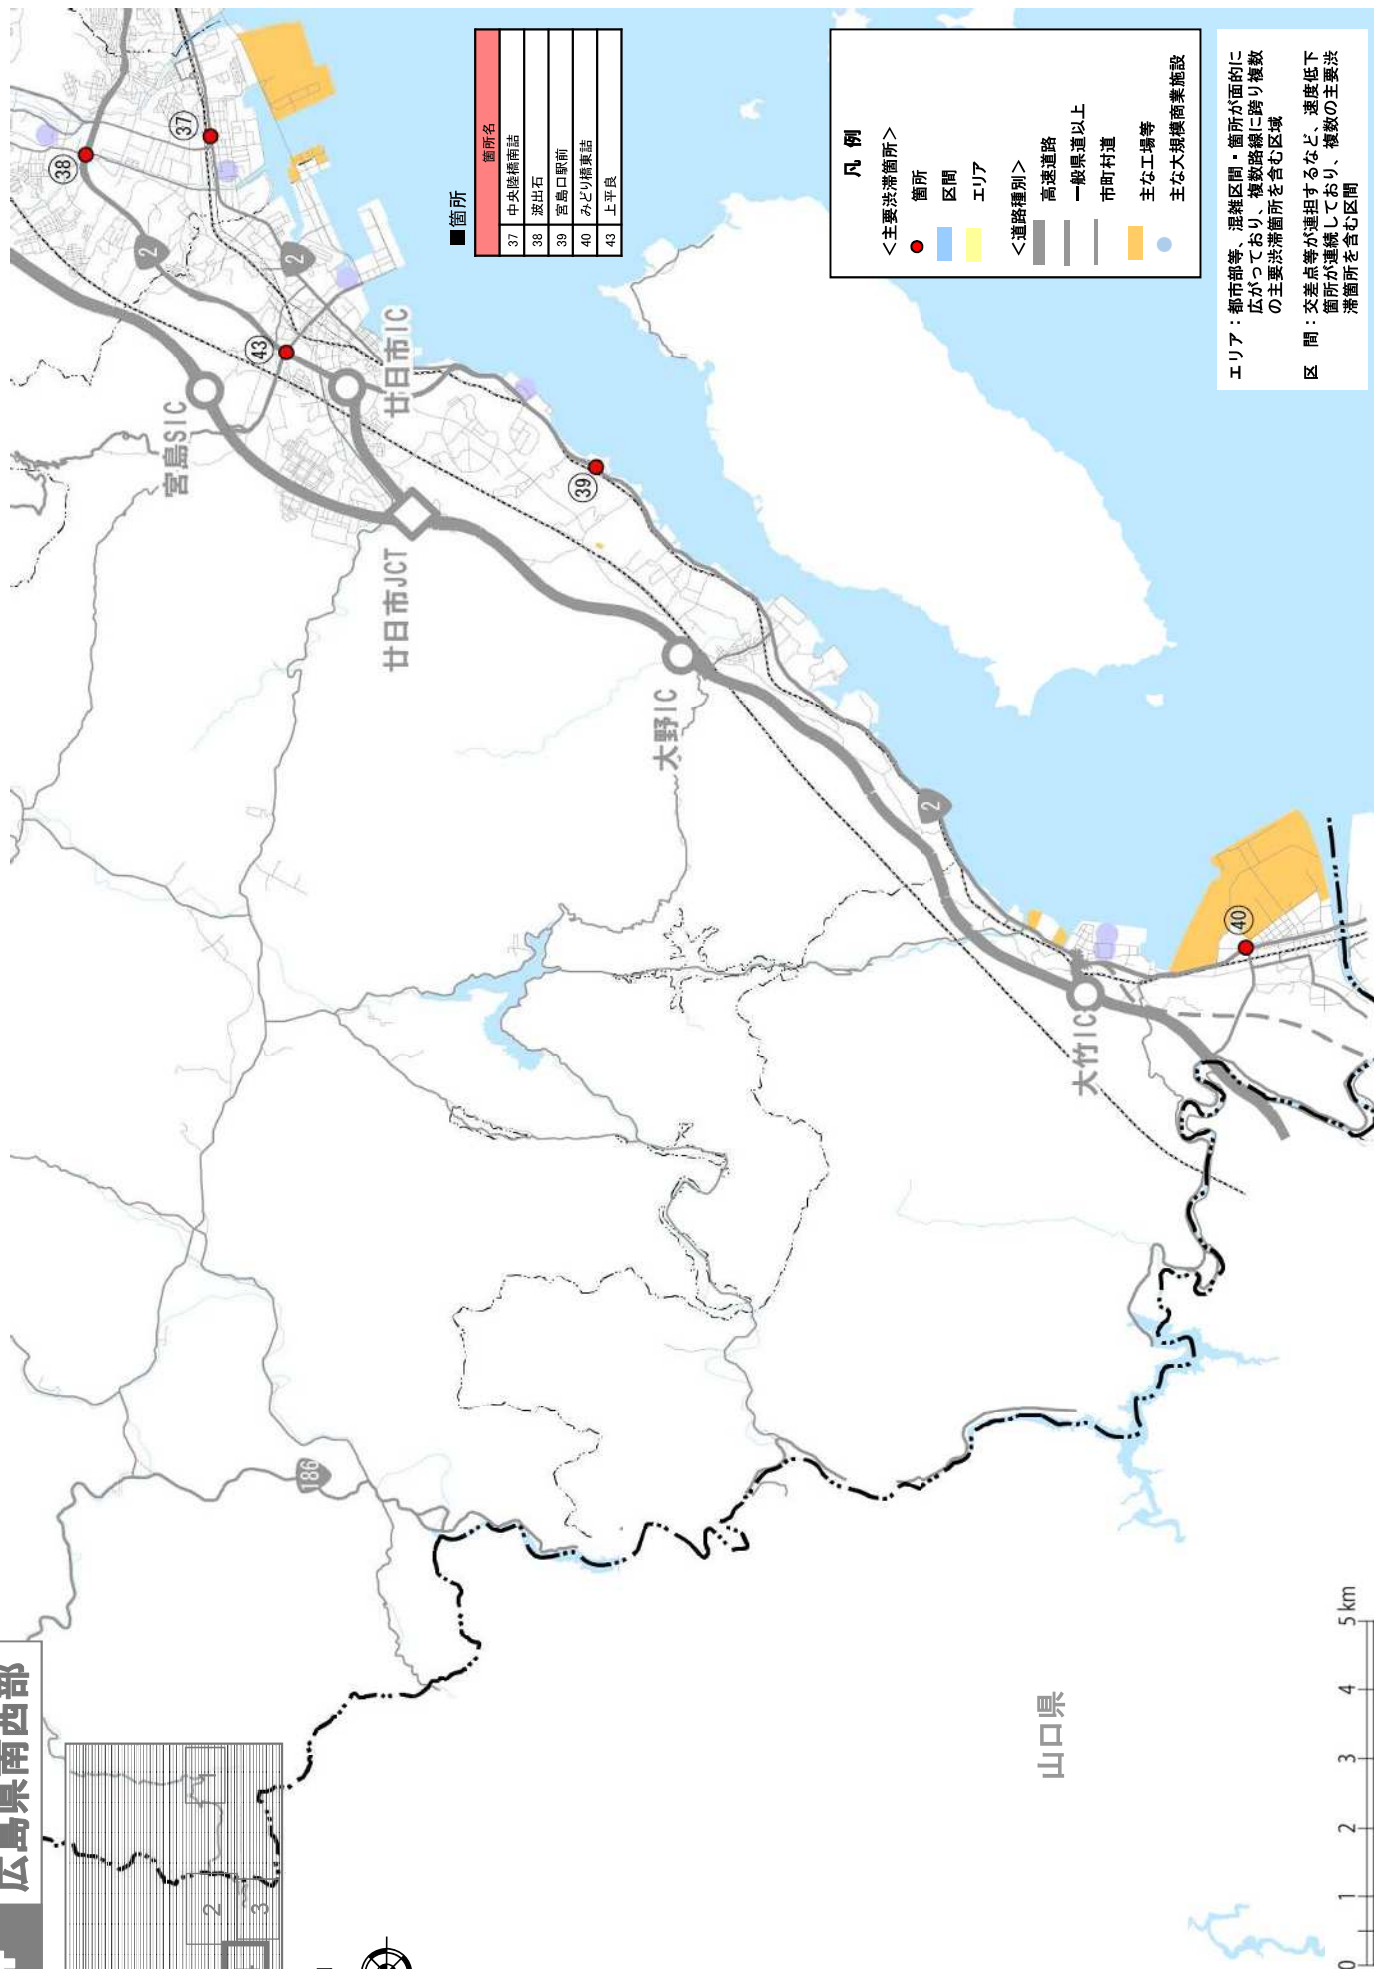 広島県南西部
2
3
1
■箇所
箇所名
37 中央陸橋南詰
38 波出石
39 宮島口駅前
40 みどり橋東詰
43 上平良
凡 例
＜主要渋滞箇所＞
箇所
区間
エリア
＜道路種別＞
高速道路
一般県道以上
市町村道
主な工場等
主な大規模商業施設
エリア：都市部等、混雑区間・箇所が面的に
広がっており、複数路線に跨り複数
の主要渋滞箇所を含む区域
区 間：交差点等が連担するなど、速度低下
箇所が連続しており、複数の主要渋
滞箇所を含む区間
38
37
2
2
43
宮島SIC
廿日市IC
廿日市JCT
39
大野IC
2
40
大竹IC
186
山口県
0 1 2 3 4 5km